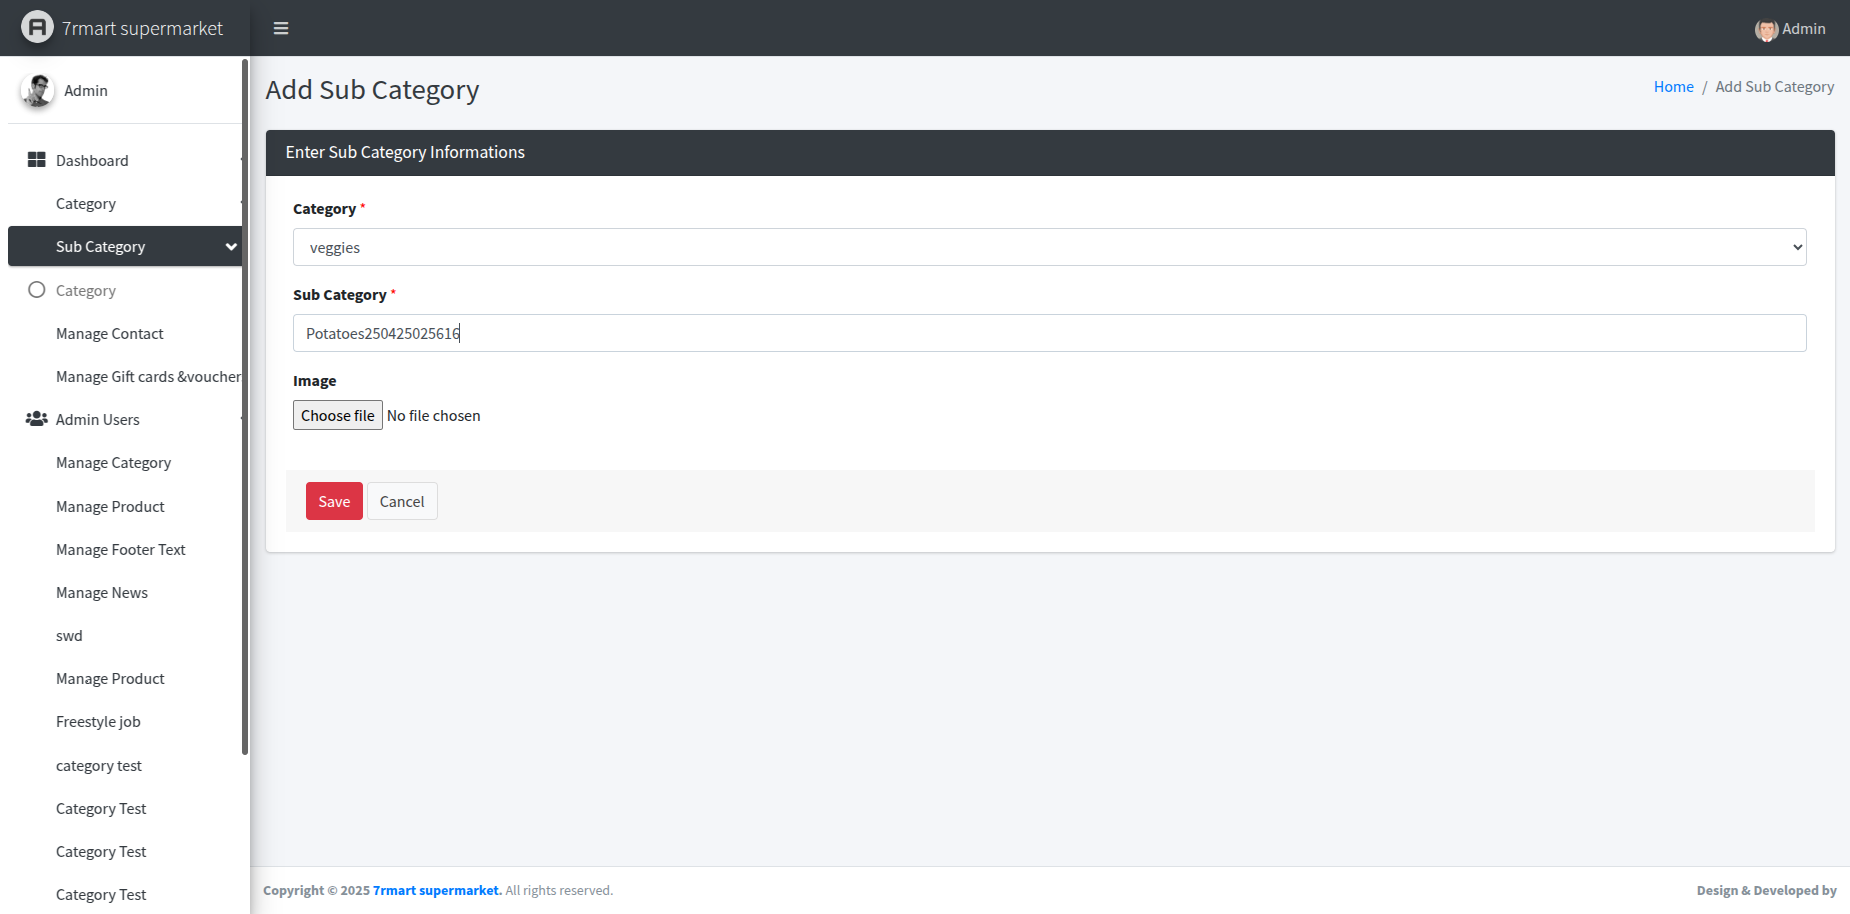 7rmart supermarket
Admin
Admin
Add Sub Category
Home / Add Sub Category
Dashboard
Category
Sub Category
Category
Manage Contact
Manage Gift cards &voucher
Admin Users
Manage Category
Manage Product
Manage Footer Text
Manage News
swd
Manage Product
Freestyle job
category test
Category Test
Category Test
Category Test
Enter Sub Category Informations
Category *
veggies
Sub Category *
Potatoes250425025616
Image
Choose file No file chosen
Save Cancel
Copyright © 2025 7rmart supermarket. All rights reserved.
Design & Developed by